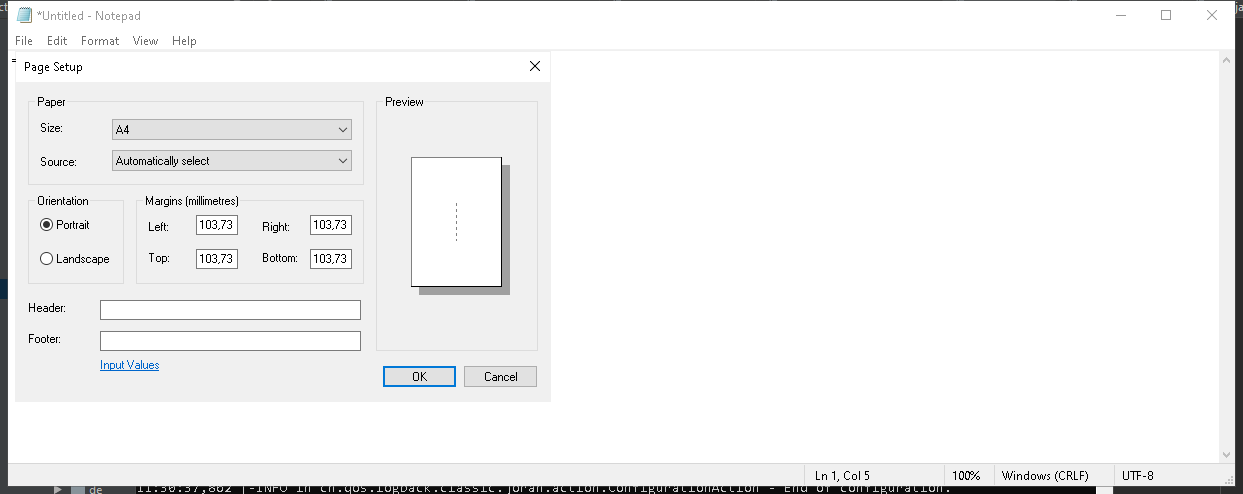 *Untitled - Notepad
File Edit Format View Help
Page Setup
Paper
Size: A4
Source: Automatically select
Preview
Orientation
Portrait
Landscape
Margins (millimetres)
Left: 103,73 Right: 103,73
Top: 103,73 Bottom: 103,73
Header:
Footer:
Input Values
OK Cancel
Ln 1, Col 5 100% Windows (CRLF) UTF-8
de 11:30:37,862 |-INFO in ch.qos.logback.classic.joran.action.ConfigurationAction - End of configuration.